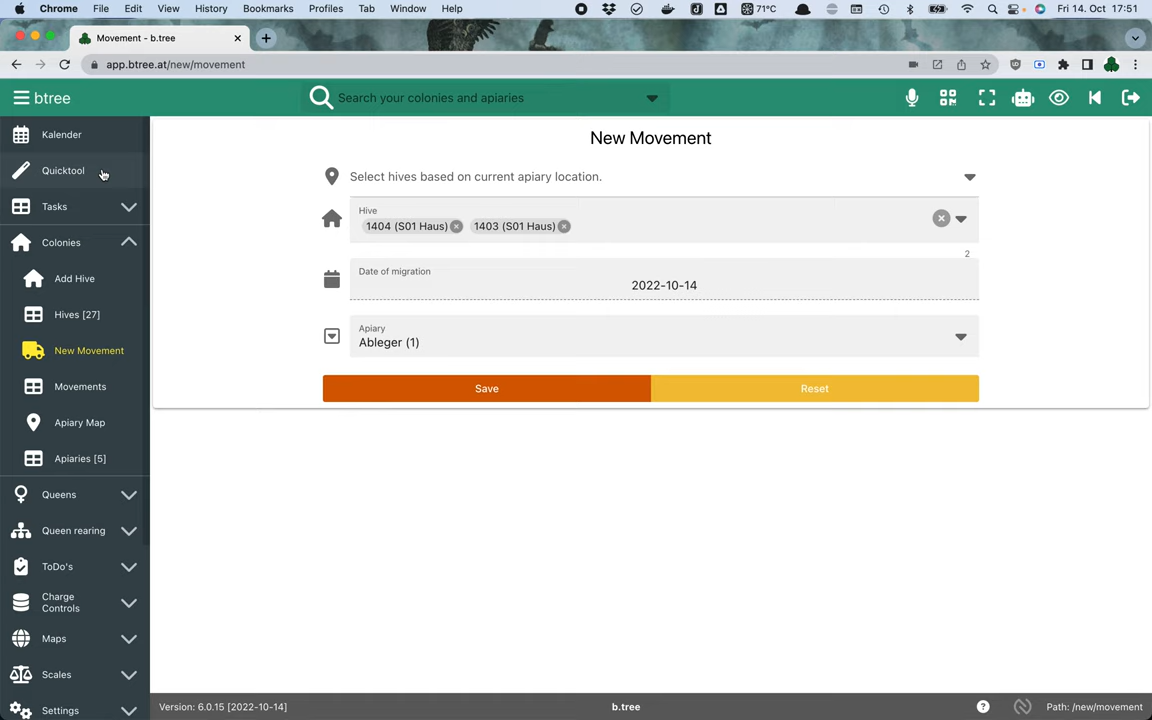 Chrome File Edit View History Bookmarks Profiles Tab Window Help 71°C Fri 14. Oct 17:51
Movement - b.tree
app.btree.at/new/movement
btree Search your colonies and apiaries
Kalender
Quicktool
Tasks
Colonies
Add Hive
Hives [27]
New Movement
Movements
Apiary Map
Apiaries [5]
Queens
Queen rearing
ToDo's
Charge
Controls
Maps
Scales
Settings
New Movement
Select hives based on current apiary location.
Hive
1404 (S01 Haus) 1403 (S01 Haus)
2
Date of migration
2022-10-14
Apiary
Ableger (1)
Save Reset
Version: 6.0.15 [2022-10-14] b.tree Path: /new/movement